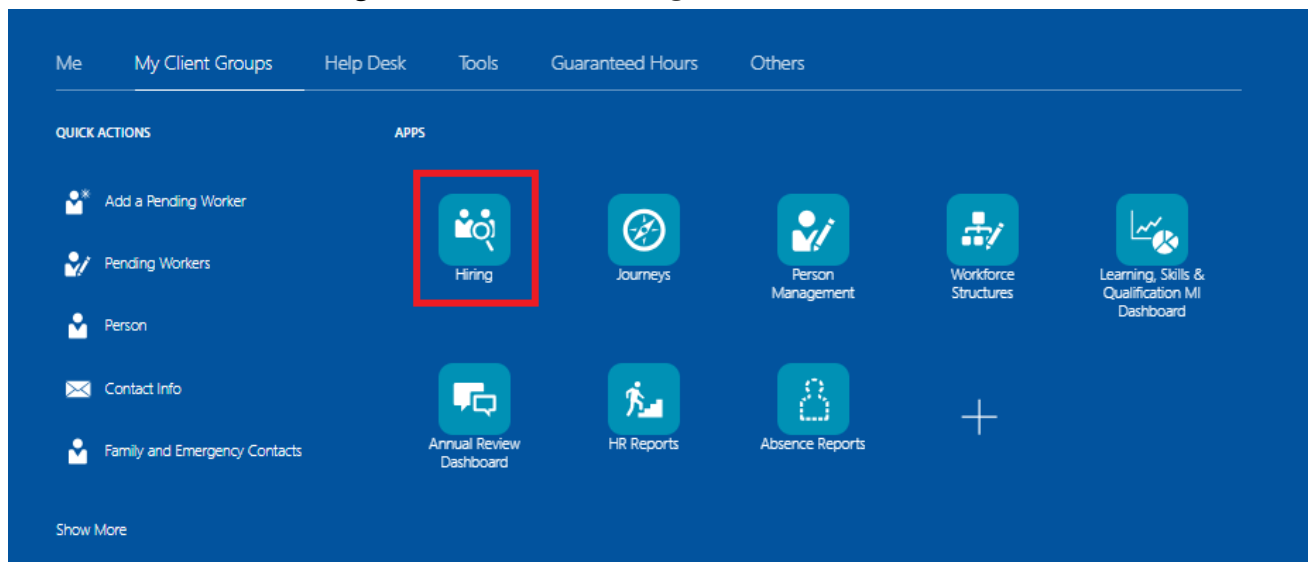 Me My Client Groups Help Desk Tools Guaranteed Hours Others
QUICK ACTIONS
Add a Pending Worker
Pending Workers
Person
Contact Info
Family and Emergency Contacts
Show More
APPS
Hiring
Journeys
Person
Management
Workforce
Structures
Learning, Skills &
Qualification MI
Dashboard
Annual Review
Dashboard
HR Reports
Absence Reports